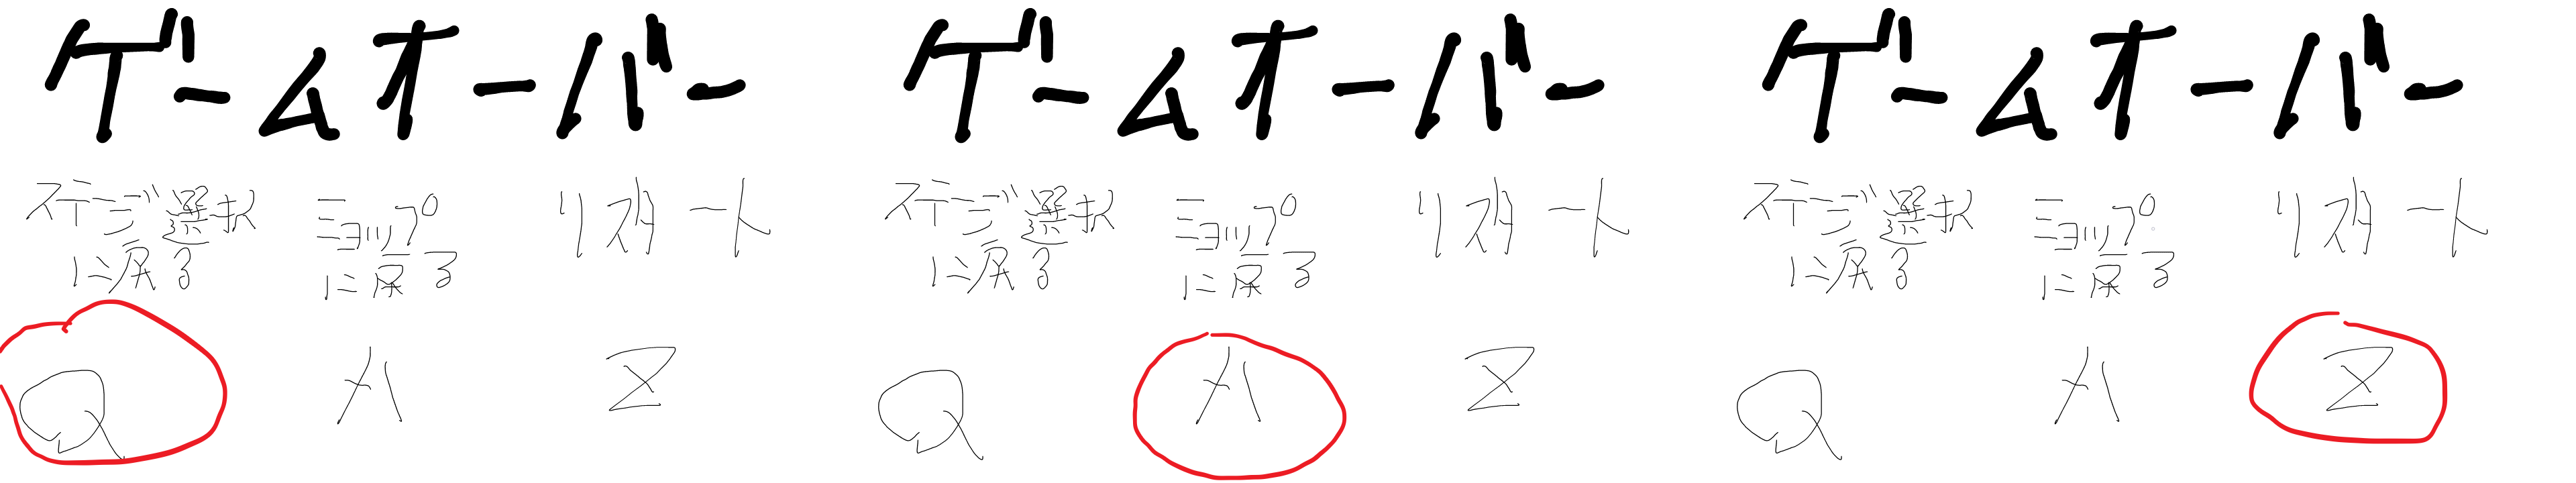 ゲームオーバー
ステージ選択に戻る
ショップに戻る
リスタート
Q
A
Z
ゲームオーバー
ステージ選択に戻る
ショップに戻る
リスタート
Q
A
Z
ゲームオーバー
ステージ選択に戻る
ショップに戻る
リスタート
Q
A
Z